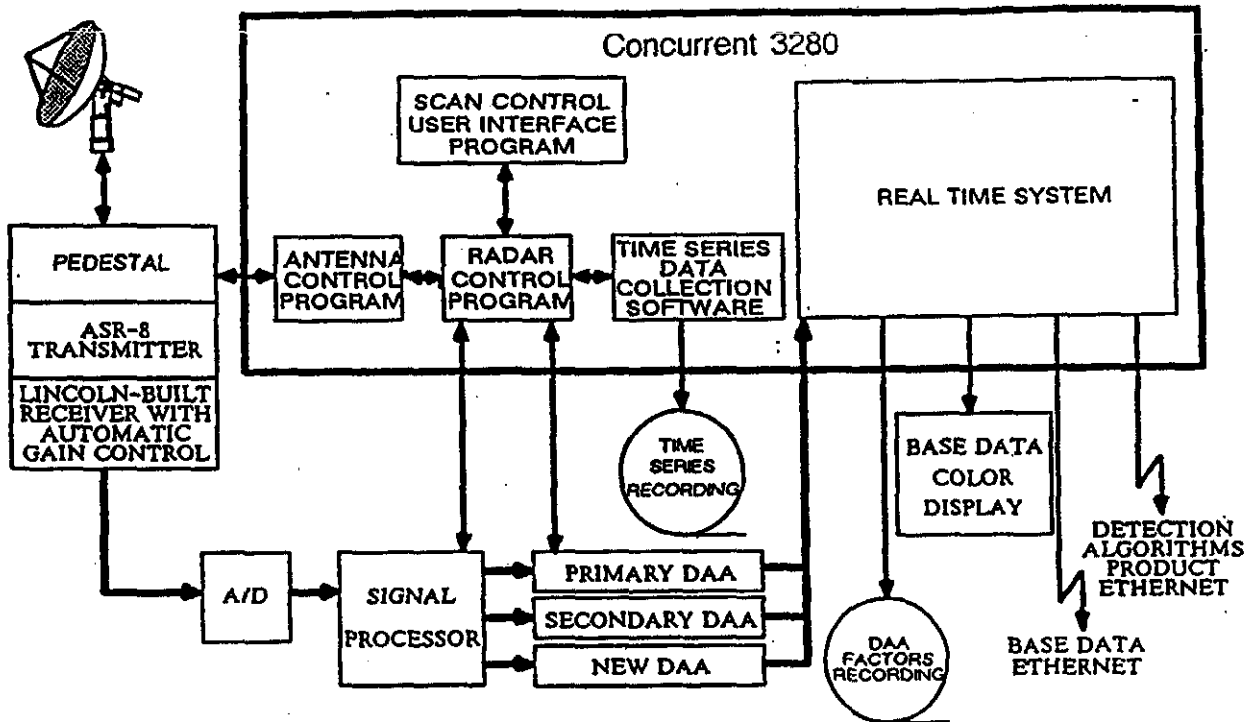 Concurrent 3280
SCAN CONTROL
USER INTERFACE
PROGRAM
REAL TIME SYSTEM
PEDESTAL
ANTENNA
CONTROL
PROGRAM
RADAR
CONTROL
PROGRAM
TIME SERIES
DATA
COLLECTION
SOFTWARE
ASR-8
TRANSMITTER
LINCOLN-BUILT
RECEIVER WITH
AUTOMATIC
GAIN CONTROL
TIME
SERIES
RECORDING
BASE DATA
COLOR
DISPLAY
DETECTION
ALGORITHMS
PRODUCT
ETHERNET
A/D
SIGNAL
PROCESSOR
PRIMARY DAA
SECONDARY DAA
NEW DAA
DAA
FACTORS
RECORDING
BASE DATA
ETHERNET